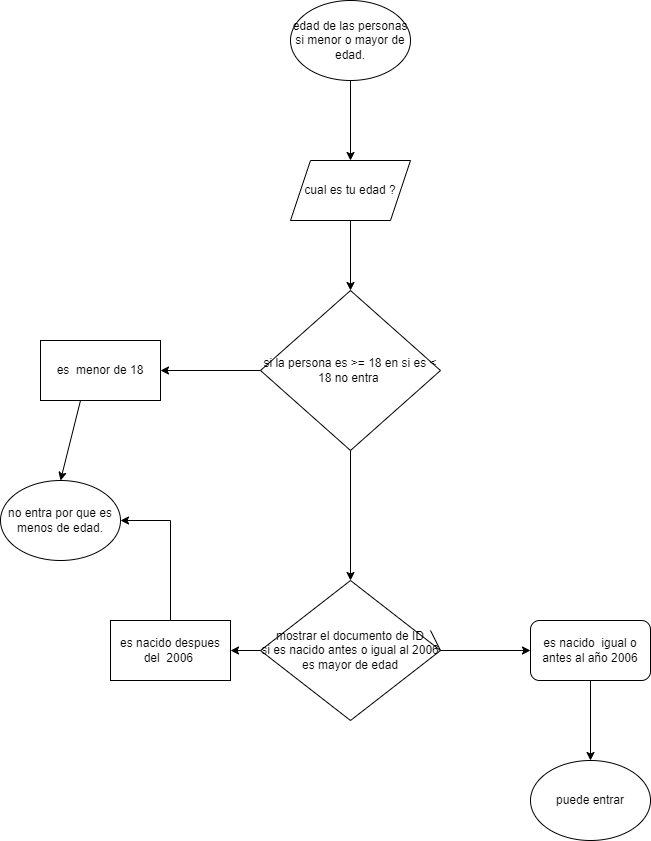 edad de las personas
si menor o mayor de
edad.
cual es tu edad ?
si la persona es >= 18 en si es <
18 no entra
es menor de 18
no entra por que es
menos de edad.
mostrar el documento de ID
si es nacido antes o igual al 2006
es mayor de edad
es nacido despues
del 2006
es nacido igual o
antes al año 2006
puede entrar